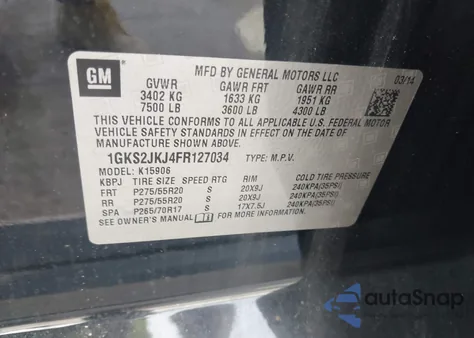 GM
MFD BY GENERAL MOTORS LLC 03/14
GVWR GAWR FRT GAWR RR
3402 KG 1633 KG 1951 KG
7500 LB 3600 LB 4300 LB
THIS VEHICLE CONFORMS TO ALL APPLICABLE U.S. FEDERAL MOTOR
VEHICLE SAFETY AND THEFT PREVENTION STANDARDS IN EFFECT ON THE DATE OF
MANUFACTURE SHOWN ABOVE.
1GKS2JKJ4FR127034 TYPE: M.P.V.
MODEL: K15906
KBPJ TIRE SIZE SPEED RTG RIM COLD TIRE PRESSURE
FRT P275/55R20 S 20X9J 240KPA(35PSI)
RR P275/55R20 S 20X9J 240KPA(35PSI)
SPA P265/70R17 S 17X7.5J 240KPA(35PSI)
SEE OWNER'S MANUAL FOR MORE INFORMATION.
autoSnap